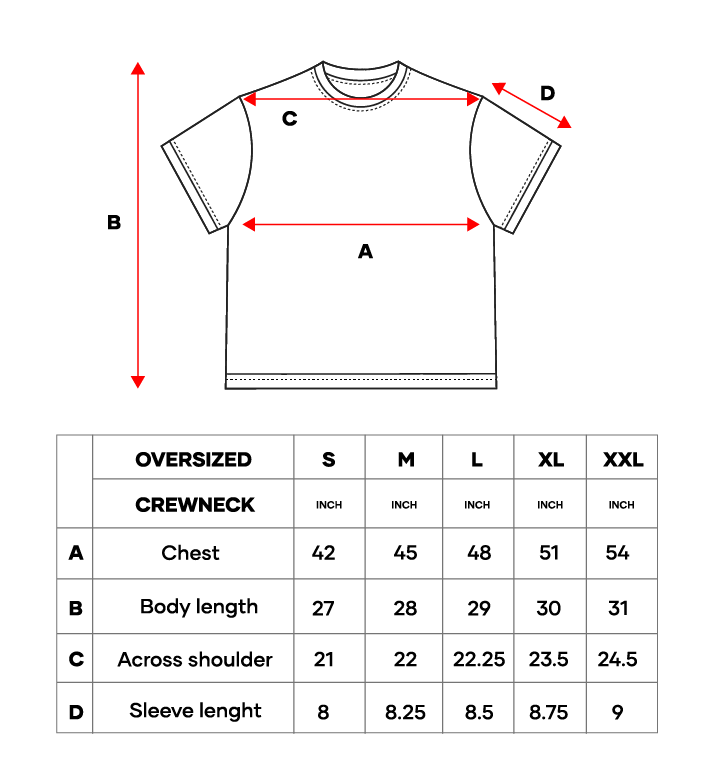 D
C
B
A
OVERSIZED S M L XL XXL
CREWNECK INCH INCH INCH INCH INCH
A Chest 42 45 48 51 54
B Body length 27 28 29 30 31
C Across shoulder 21 22 22.25 23.5 24.5
D Sleeve lenght 8 8.25 8.5 8.75 9